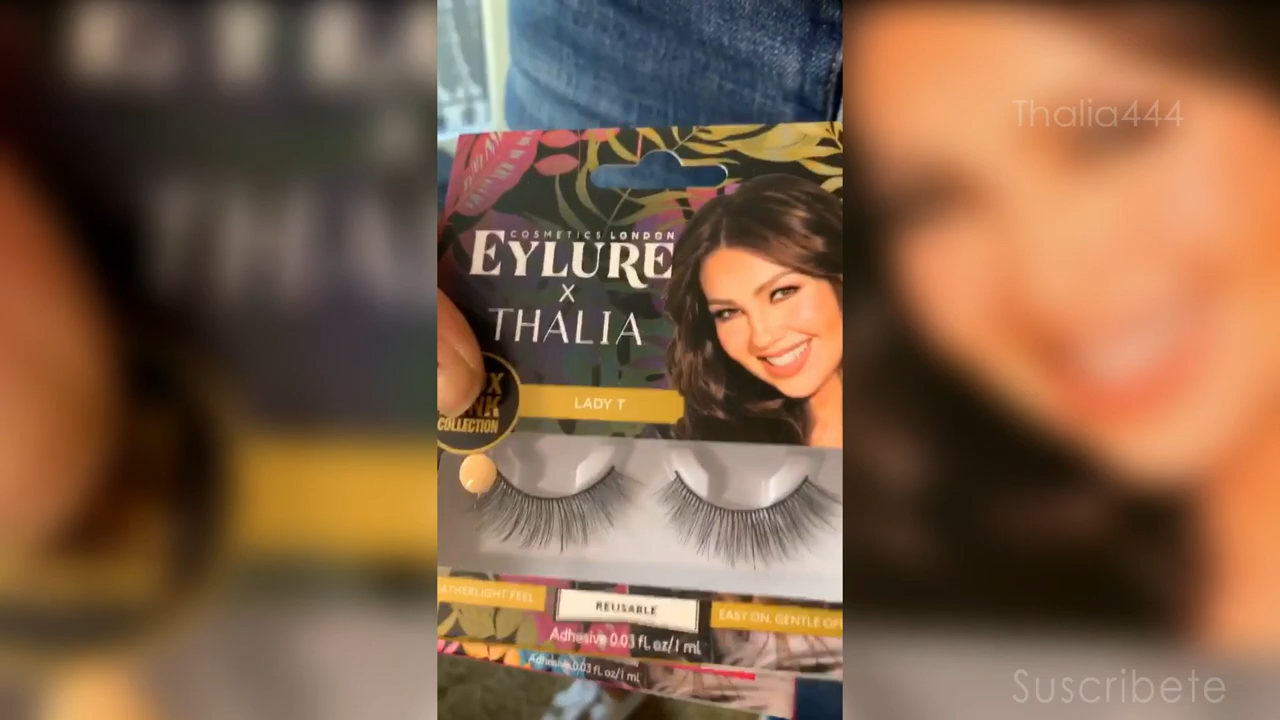 Thalia444
COSMETICS LONDON
EYLURE
X
THALIA
LADY T
COLLECTION
REUSABLE
EASY ON, GENTLE
Adhesive 0.03 fl. oz/1 ml
Adhesive 0.03 fl. oz/1 ml
Suscribete